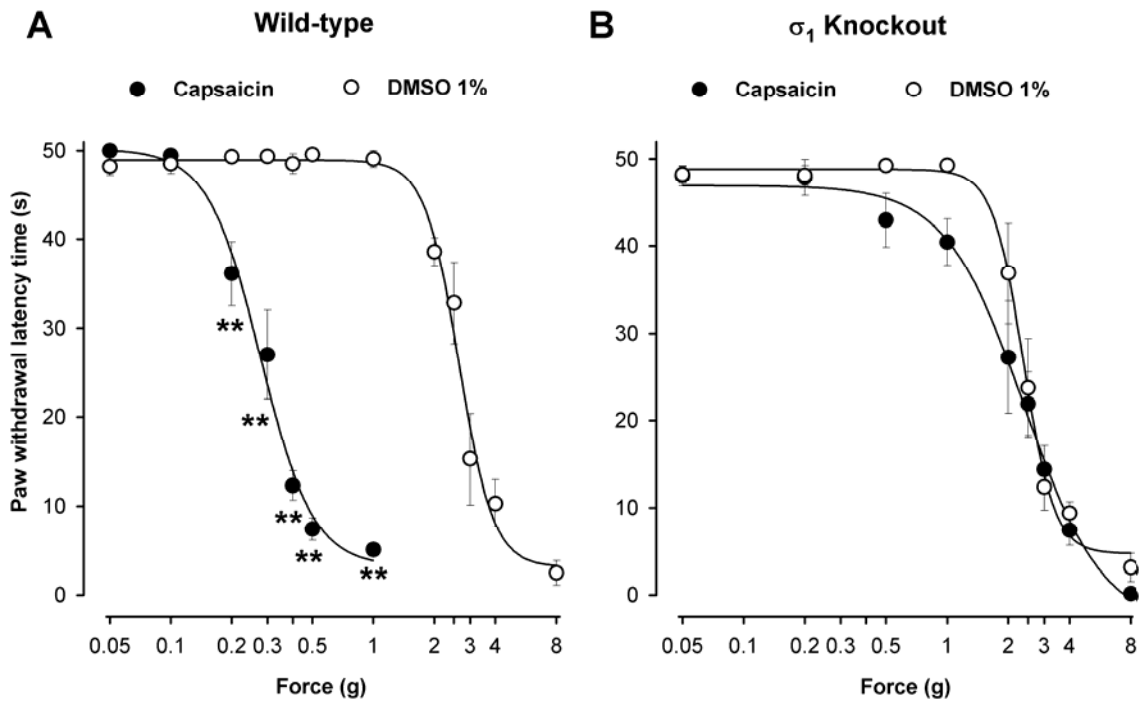 A
Wild-type
Capsaicin
DMSO 1%
Paw withdrawal latency time (s)
50
40
30
20
10
0
**
**
**
**
**
0.05 0.1 0.2 0.3 0.5 1 2 3 4 8
Force (g)
B
σ1 Knockout
Capsaicin
DMSO 1%
50
40
30
20
10
0
0.05 0.1 0.2 0.3 0.5 1 2 3 4 8
Force (g)